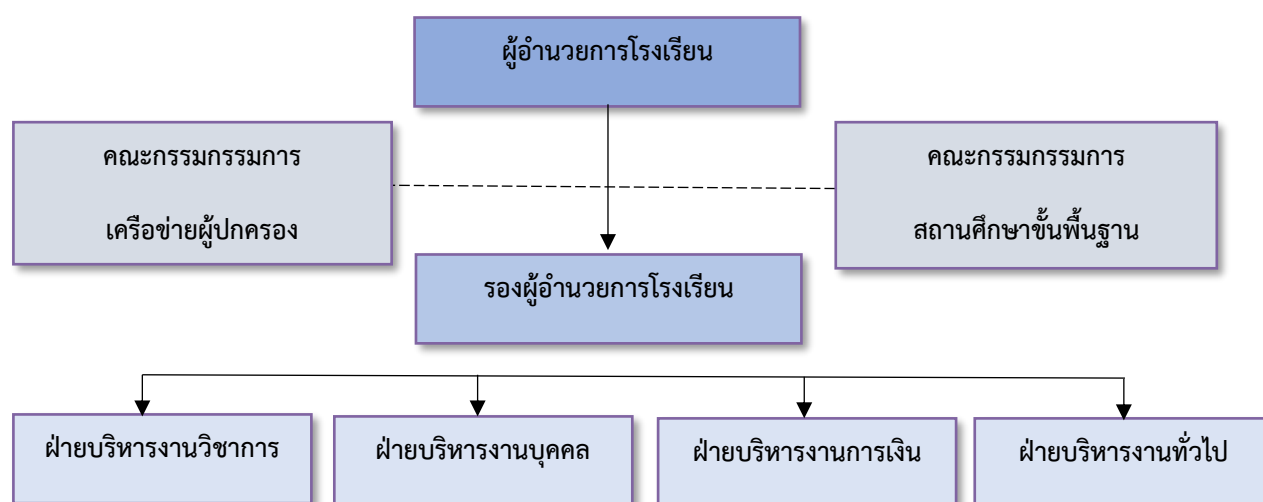 ผู้อำนวยการโรงเรียน
คณะกรรมกรรมการ
เครือข่ายผู้ปกครอง
คณะกรรมกรรมการ
สถานศึกษาขั้นพื้นฐาน
รองผู้อำนวยการโรงเรียน
ฝ่ายบริหารงานวิชาการ
ฝ่ายบริหารงานบุคคล
ฝ่ายบริหารงานการเงิน
ฝ่ายบริหารงานทั่วไป